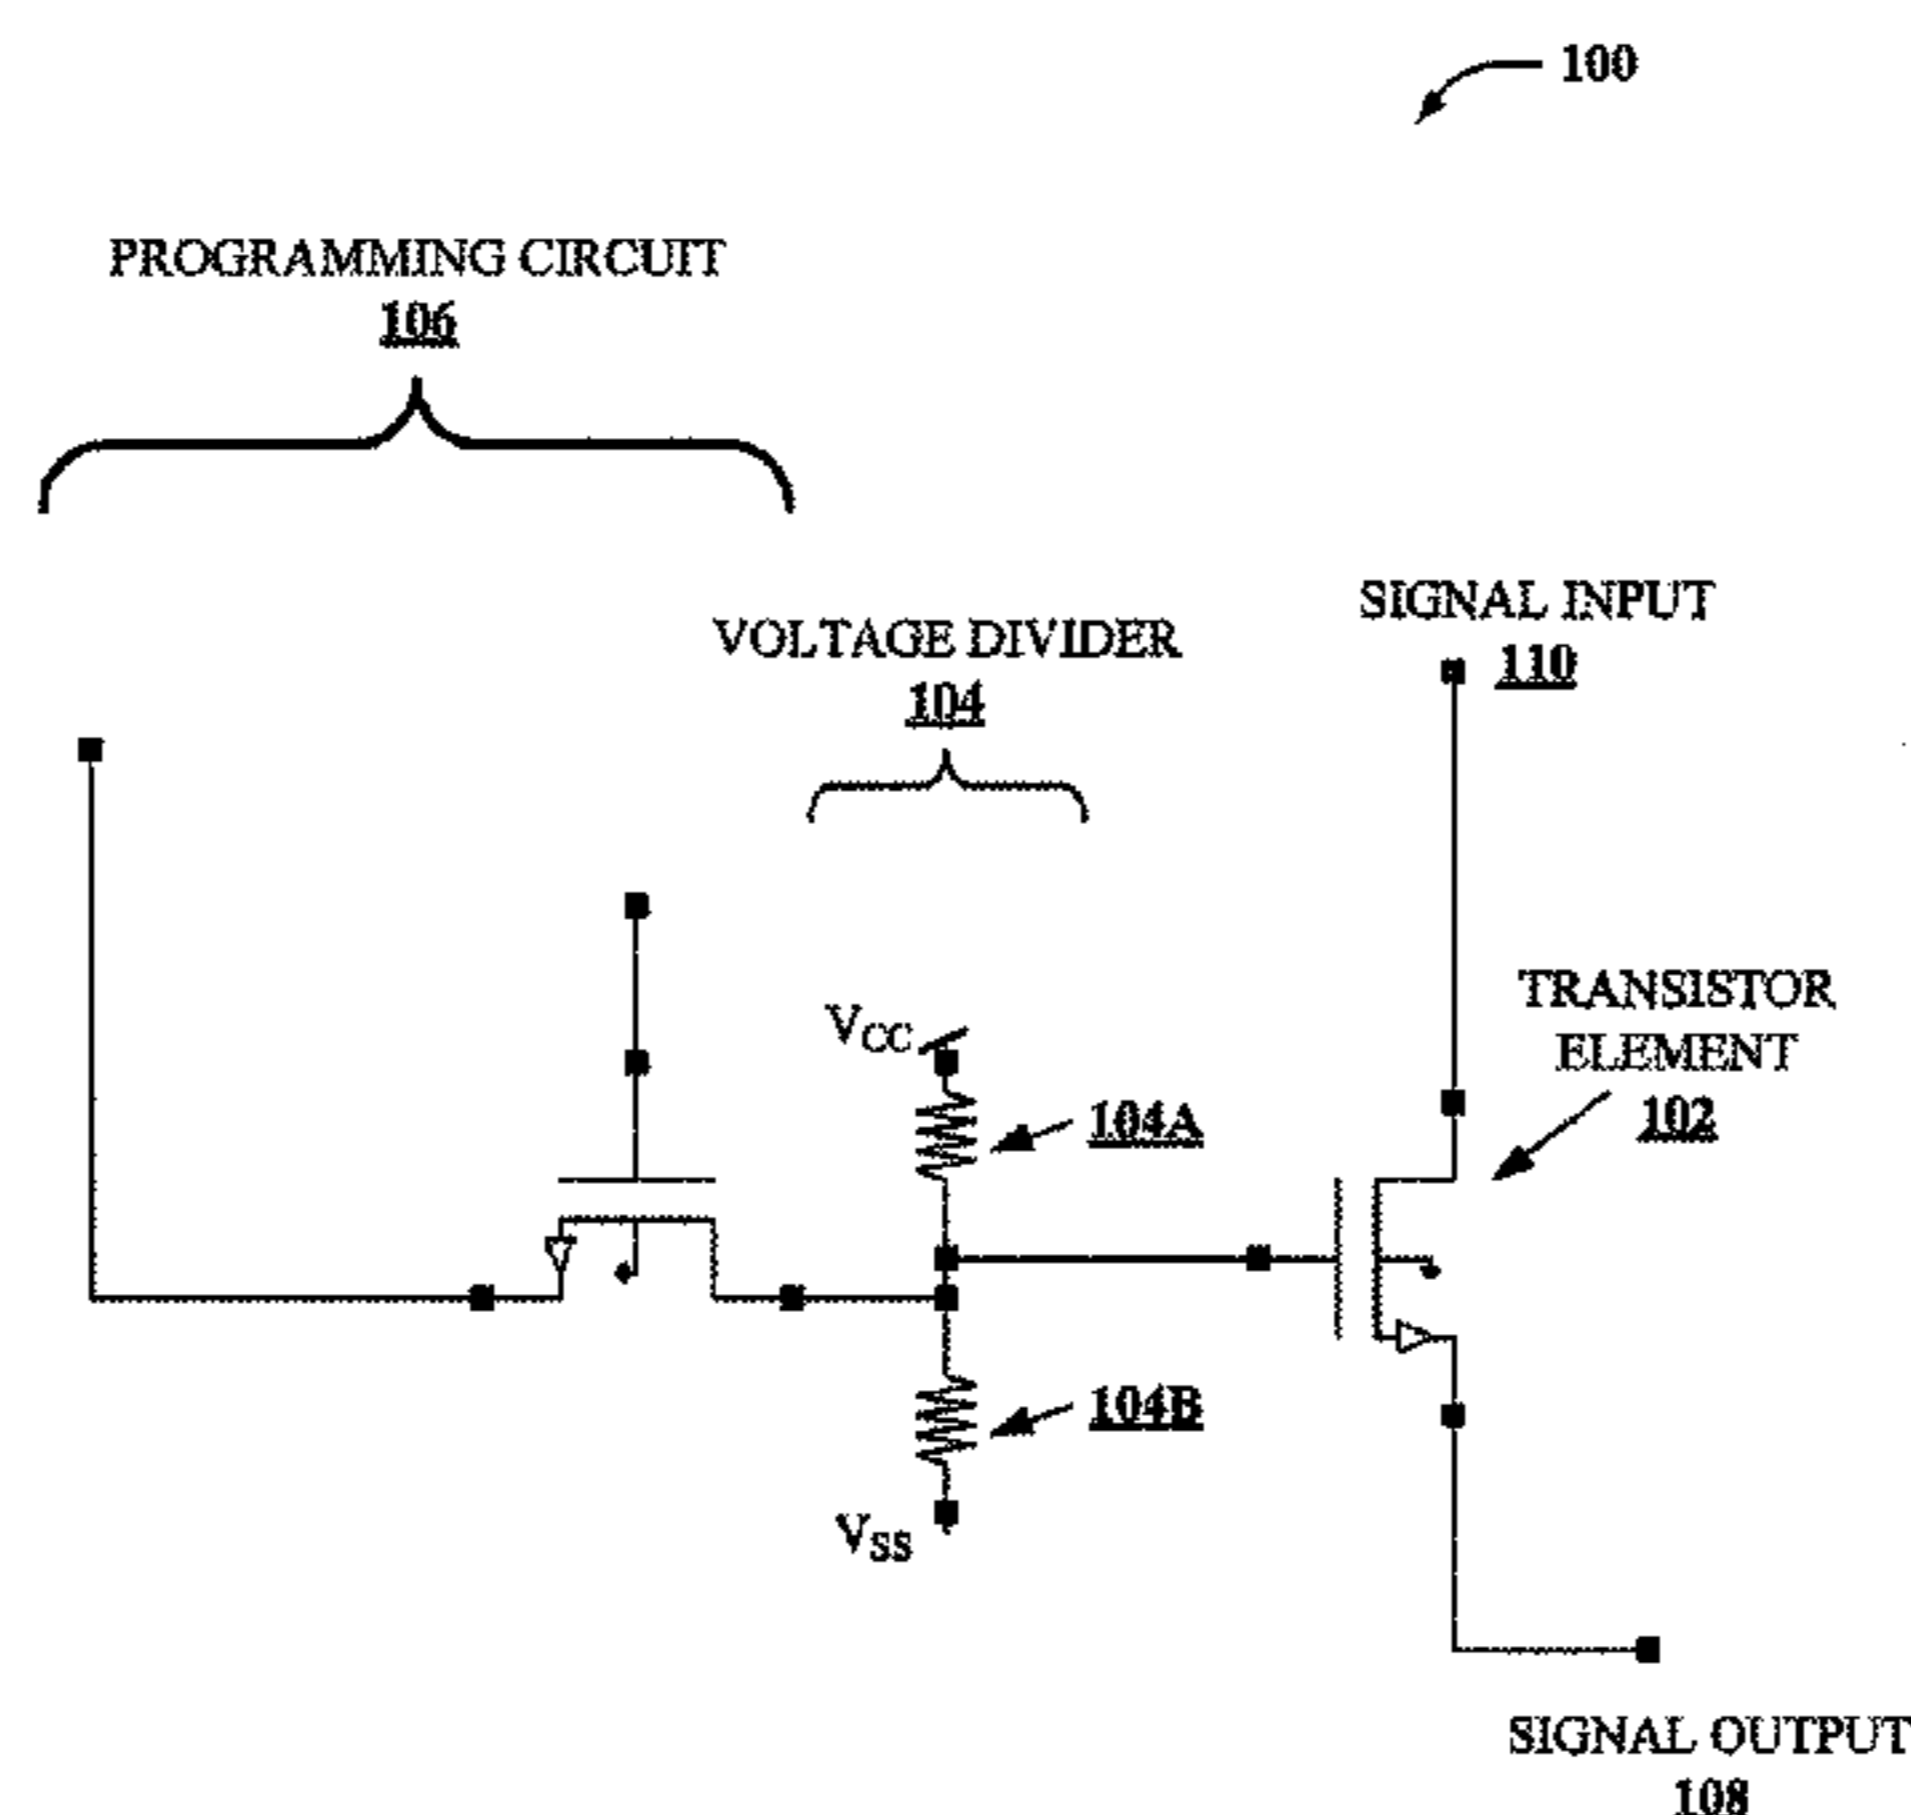 100
PROGRAMMING CIRCUIT
106
SIGNAL INPUT
110
VOLTAGE DIVIDER
104
TRANSISTOR
ELEMENT
102
VCC
104A
104B
VSS
SIGNAL OUTPUT
108